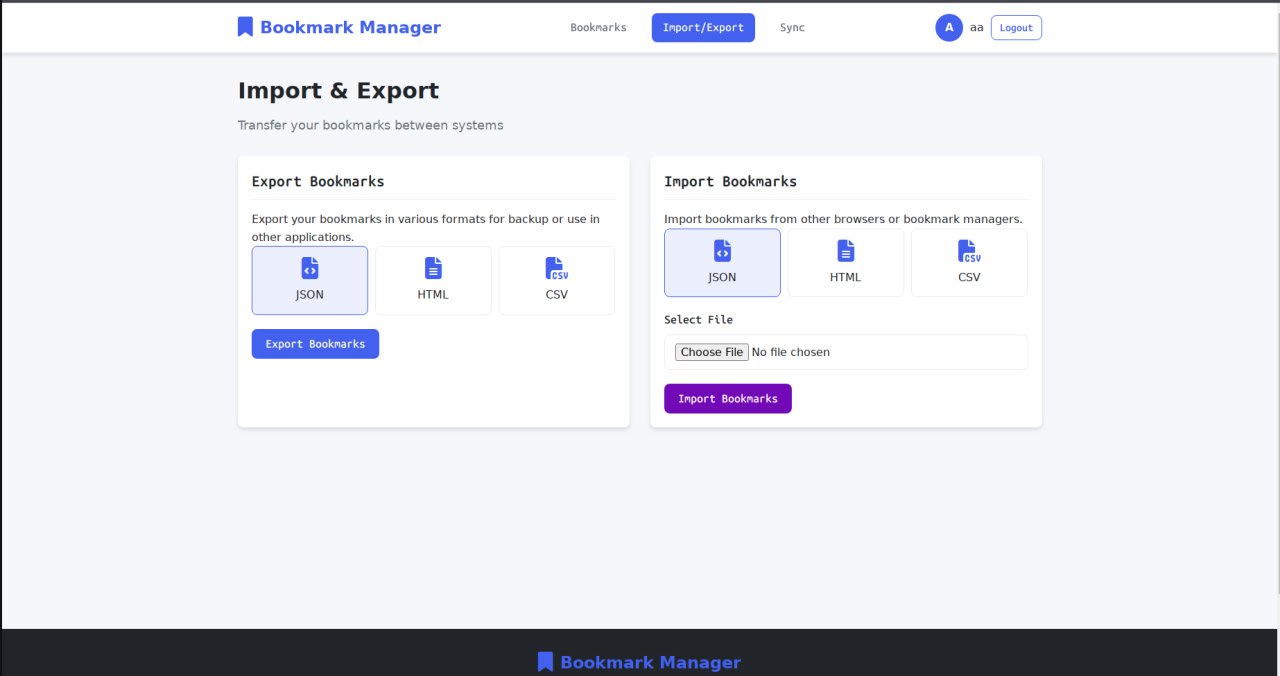 Bookmark Manager
Bookmarks
Import/Export
Sync
A
aa
Logout
Import & Export
Transfer your bookmarks between systems
Export Bookmarks
Export your bookmarks in various formats for backup or use in
other applications.
JSON
HTML
CSV
CSV
Export Bookmarks
Import Bookmarks
Import bookmarks from other browsers or bookmark managers.
JSON
HTML
CSV
CSV
Select File
Choose File No file chosen
Import Bookmarks
Bookmark Manager